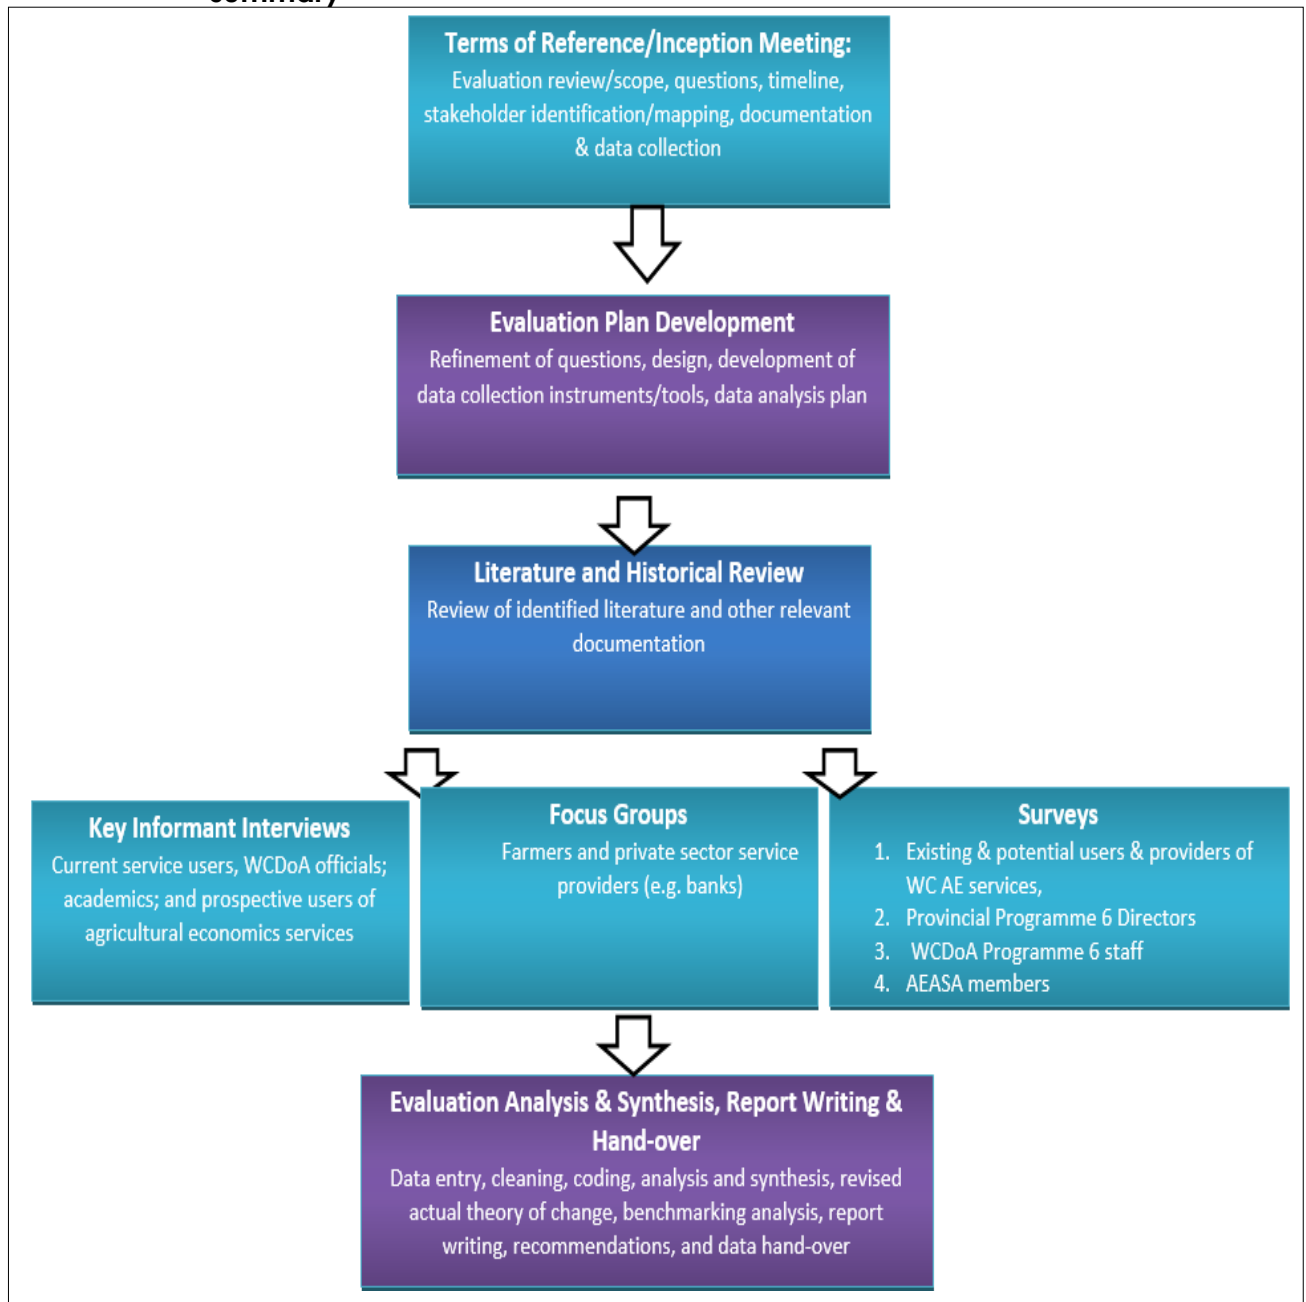 summary
Terms of Reference/Inception Meeting:
Evaluation review/scope, questions, timeline,
stakeholder identification/mapping, documentation
& data collection
Evaluation Plan Development
Refinement of questions, design, development of
data collection instruments/tools, data analysis plan
Literature and Historical Review
Review of identified literature and other relevant
documentation
Key Informant Interviews
Current service users, WCDoA officials;
academics; and prospective users of
agricultural economics services
Focus Groups
Farmers and private sector service
providers (e.g. banks)
Surveys
1. Existing & potential users & providers of
WC AE services,
2. Provincial Programme 6 Directors
3. WCDoA Programme 6 staff
4. AEASA members
Evaluation Analysis & Synthesis, Report Writing &
Hand-over
Data entry, cleaning, coding, analysis and synthesis, revised
actual theory of change, benchmarking analysis, report
writing, recommendations, and data hand-over